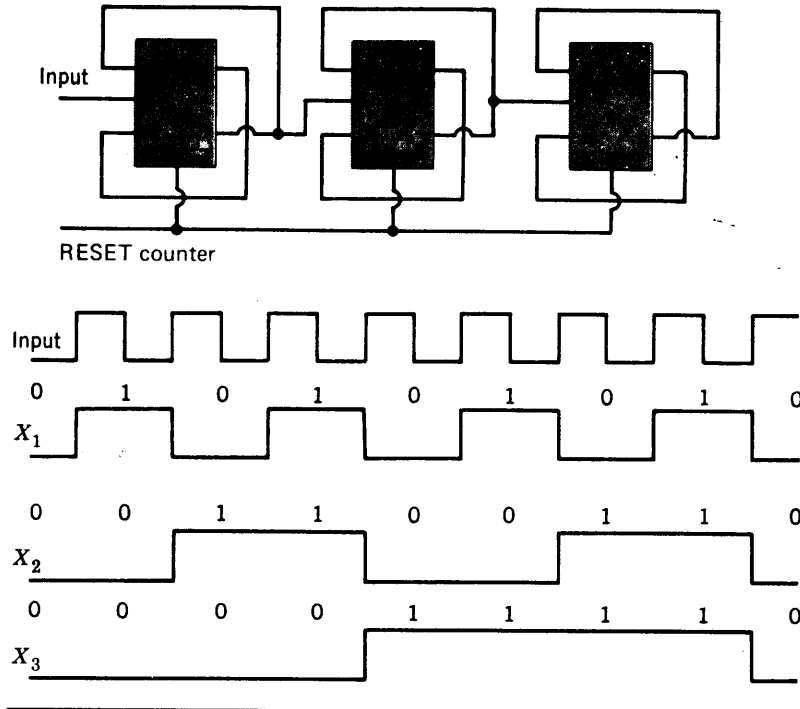 Input
RESET counter
Input
0 1 0 1 0 1 0 1 0
X₁
0 0 1 1 0 0 1 1 0
X₂
0 0 0 0 1 1 1 1 0
X₃